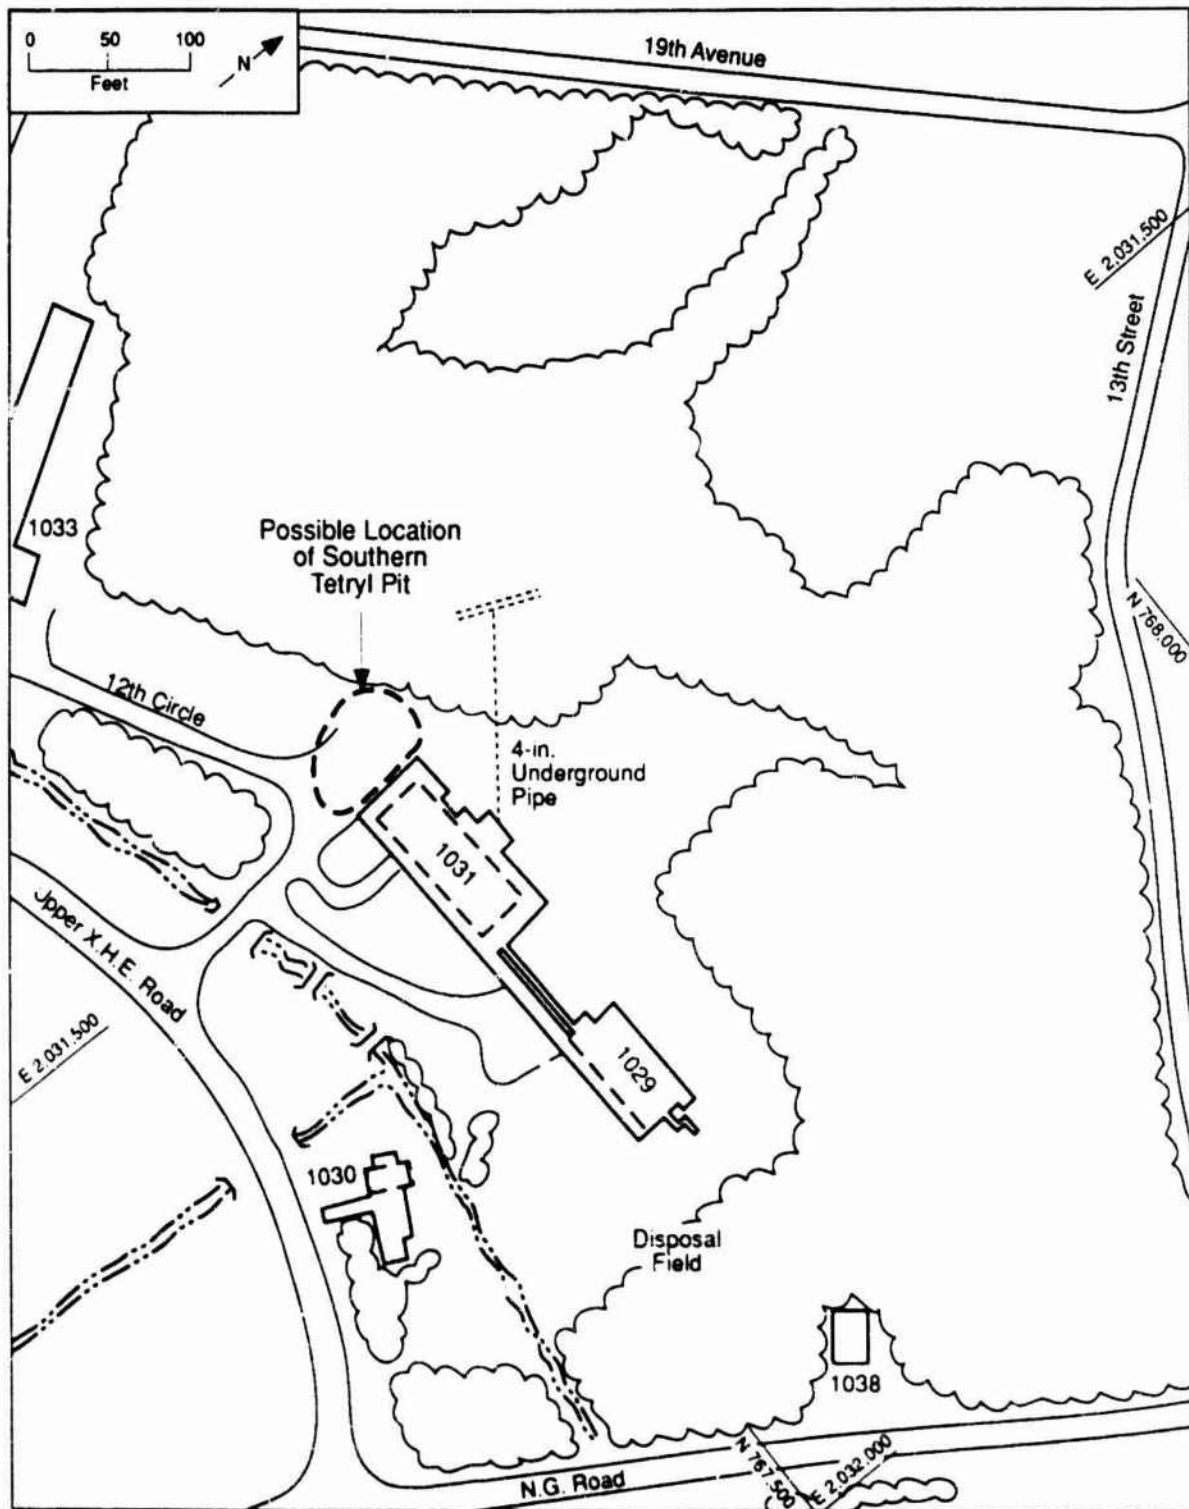 0 50 100
Feet
N
19th Avenue
E 2.031.500
13th Street
1033
Possible Location
of Southern
Tetryl Pit
N 768.000
12th Circle
4-in.
Underground
Pipe
1031
Upper X.H.E. Road
E 2.031.500
1029
1030
Disposal
Field
1038
N.G. Road
N 767.500
E 2.032.000